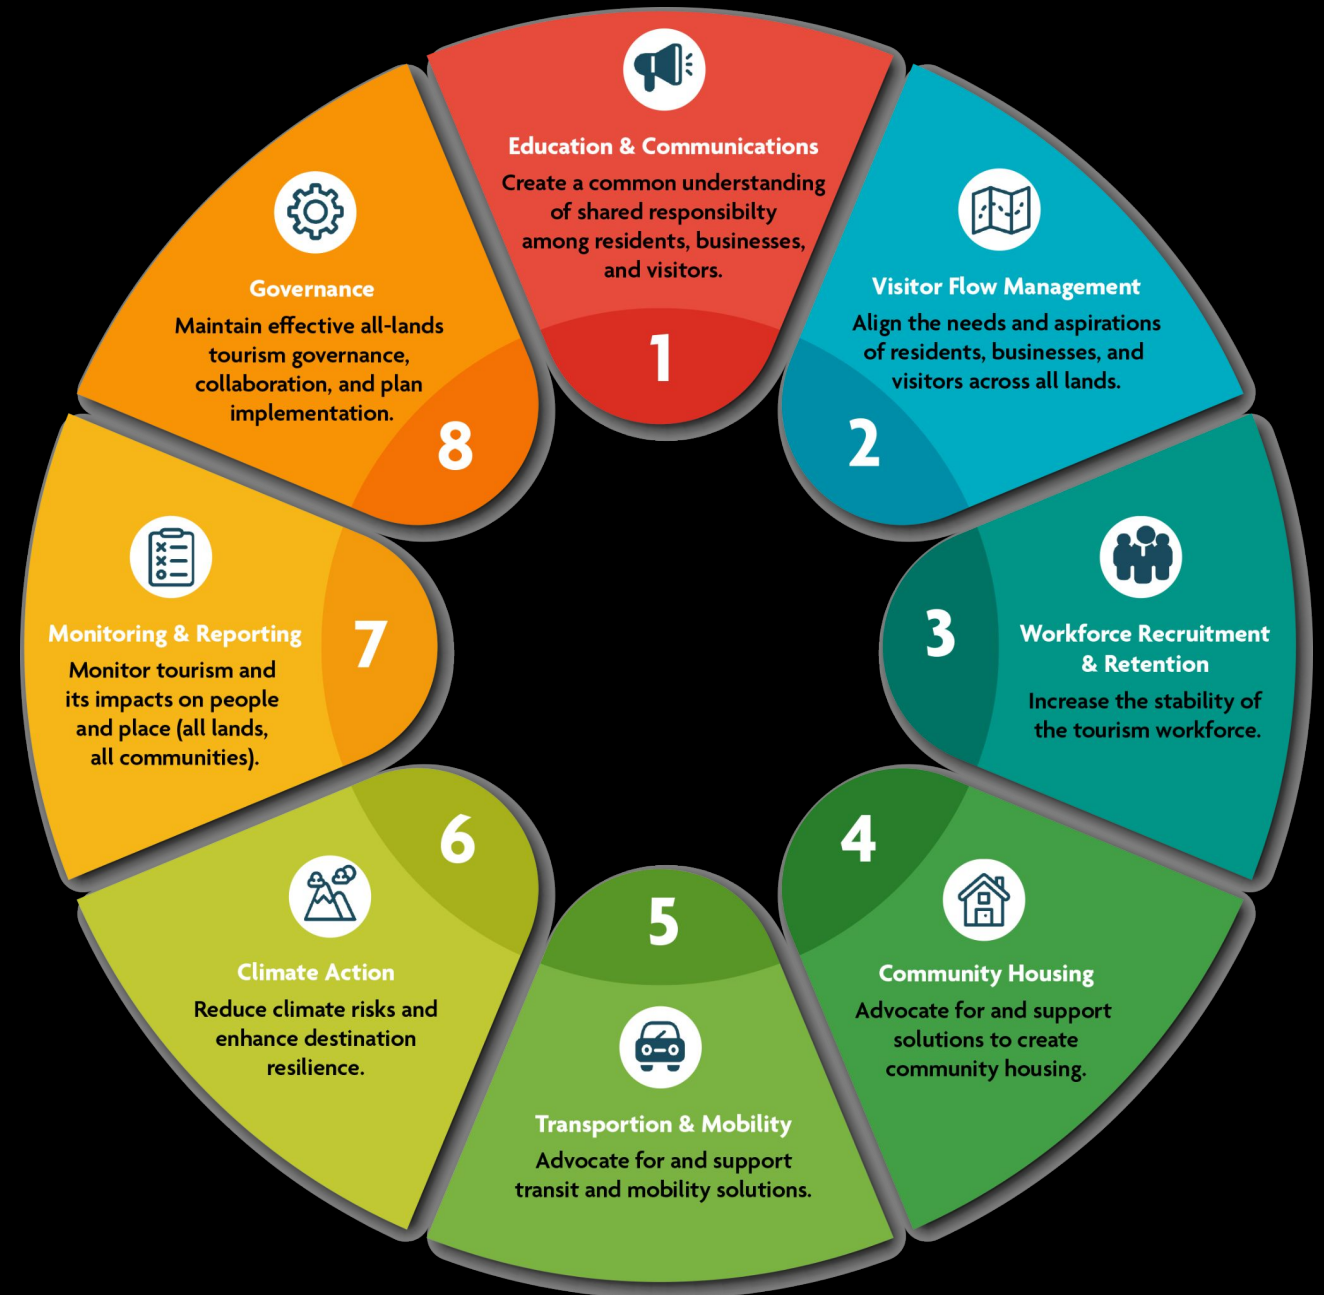 Education & Communications
Create a common understanding
of shared responsibilty
among residents, businesses,
and visitors.
1
Visitor Flow Management
Align the needs and aspirations
of residents, businesses, and
visitors across all lands.
2
Workforce Recruitment
& Retention
Increase the stability of
the tourism workforce.
3
Community Housing
Advocate for and support
solutions to create
community housing.
4
Transportion & Mobility
Advocate for and support
transit and mobility solutions.
5
Climate Action
Reduce climate risks and
enhance destination
resilience.
6
Monitoring & Reporting
Monitor tourism and
its impacts on people
and place (all lands,
all communities).
7
Governance
Maintain effective all-lands
tourism governance,
collaboration, and plan
implementation.
8